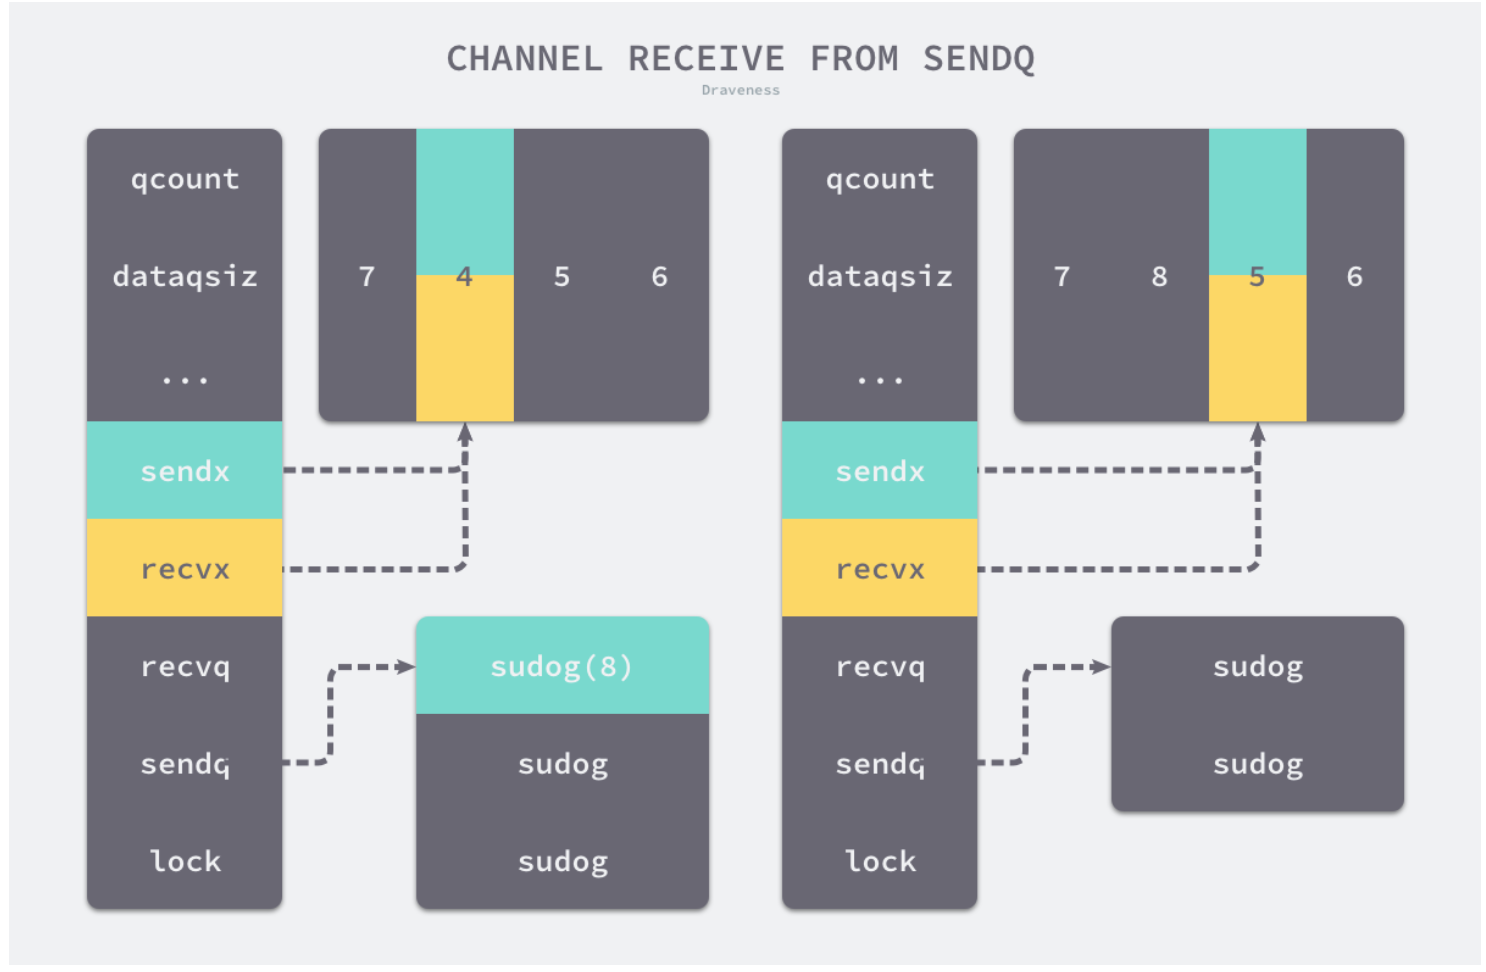 CHANNEL RECEIVE FROM SENDQ
Draveness
qcount
dataqsiz
...
sendx
recvx
recvq
sendq
lock
7 4 5 6
sudog(8)
sudog
sudog
qcount
dataqsiz
...
sendx
recvx
recvq
sendq
lock
7 8 5 6
sudog
sudog